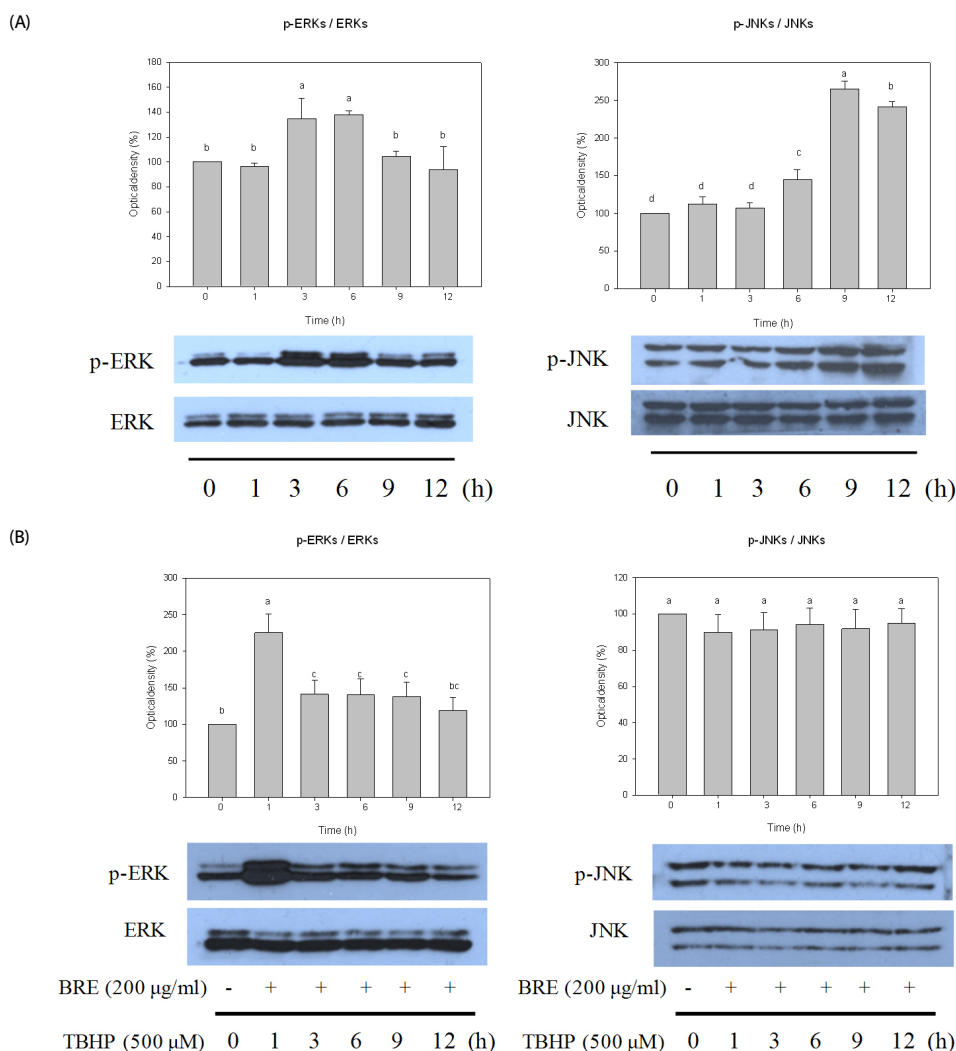 (A)
p-ERKs / ERKs
180
160
140
120
100
80
60
40
20
0
Opticaldensity (%)
b b a a b b
0 1 3 6 9 12
Time (h)
p-ERK
ERK
0 1 3 6 9 12 (h)
p-JNKs / JNKs
300
250
200
150
100
50
0
Opticaldensity (%)
d d d c a b
0 1 3 6 9 12
Time (h)
p-JNK
JNK
0 1 3 6 9 12 (h)
(B)
p-ERKs / ERKs
300
250
200
150
100
50
0
Opticaldensity (%)
b a c c c bc
0 1 3 6 9 12
Time (h)
p-ERK
ERK
BRE (200 µg/ml) - + + + + +
TBHP (500 µM) 0 1 3 6 9 12 (h)
p-JNKs / JNKs
120
100
80
60
40
20
0
Opticaldensity (%)
a a a a a a
0 1 3 6 9 12
Time (h)
p-JNK
JNK
BRE (200 µg/ml) - + + + + +
TBHP (500 µM) 0 1 3 6 9 12 (h)